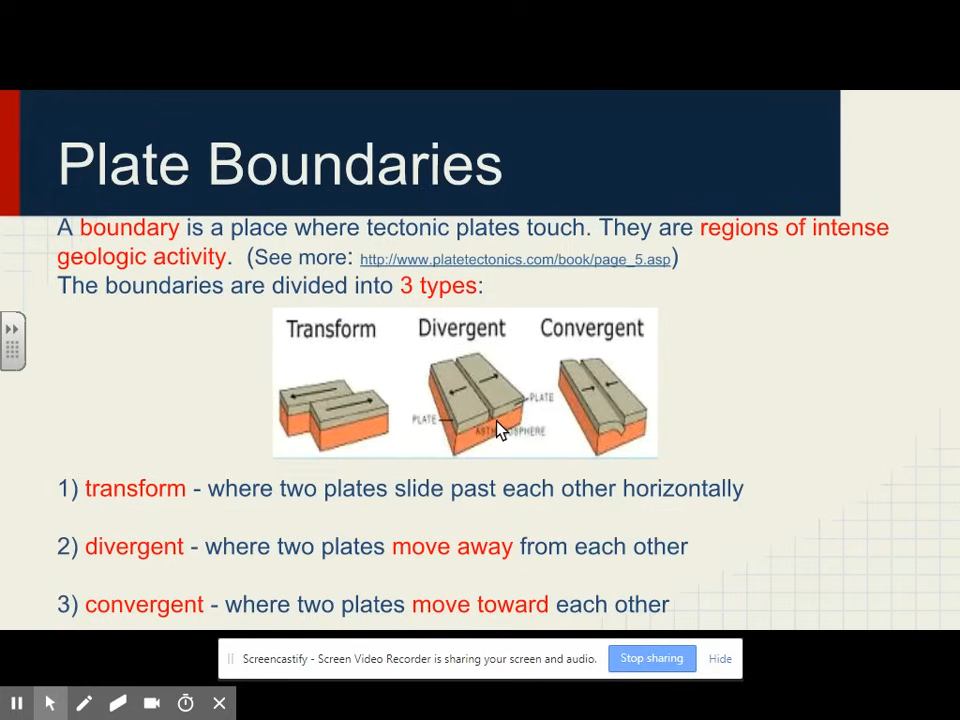 Plate Boundaries
A boundary is a place where tectonic plates touch. They are regions of intense
geologic activity. (See more: http://www.platetectonics.com/book/page_5.asp)
The boundaries are divided into 3 types:
Transform Divergent Convergent
PLATE
PLATE
1) transform - where two plates slide past each other horizontally
2) divergent - where two plates move away from each other
3) convergent - where two plates move toward each other
Screencastify - Screen Video Recorder is sharing your screen and audio. Stop sharing Hide